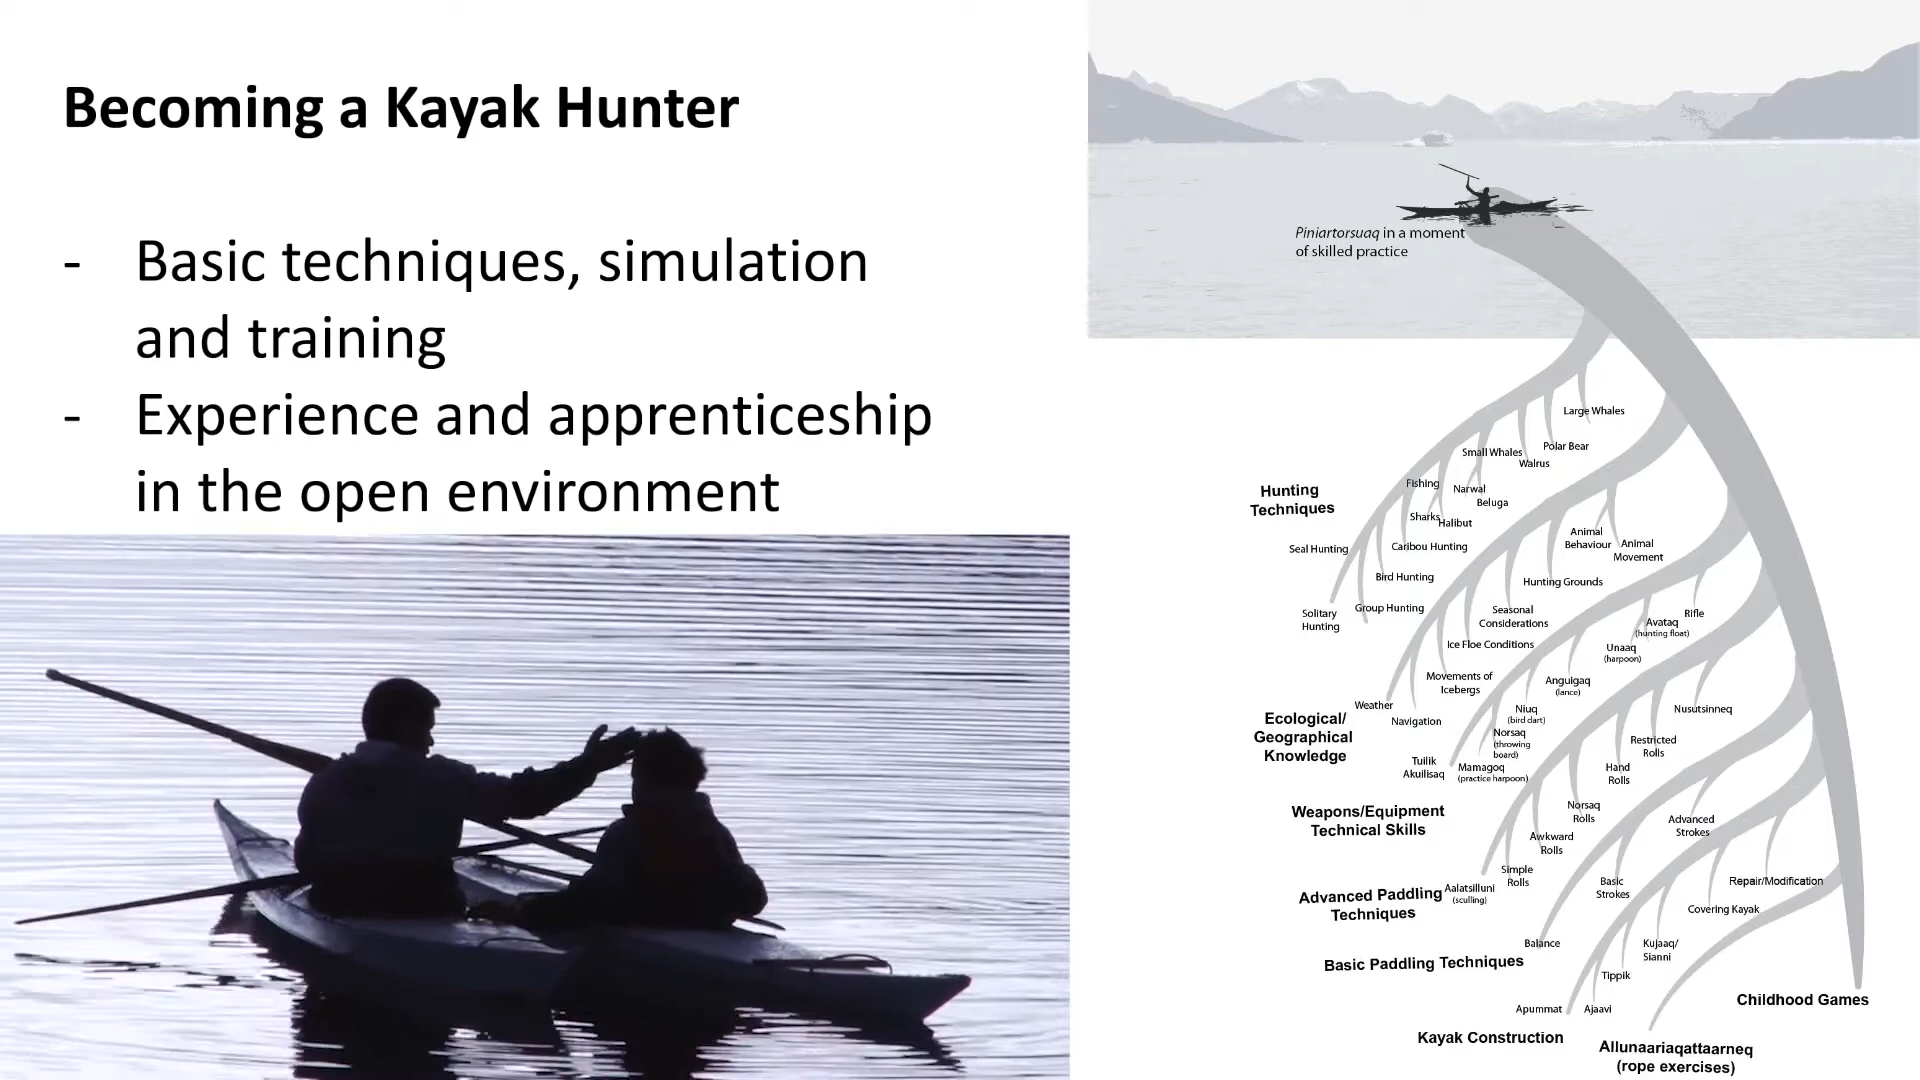 Becoming a Kayak Hunter
- Basic techniques, simulation
and training
- Experience and apprenticeship
in the open environment
Piniartorsuaq in a moment
of skilled practice
Large Whales
Polar Bear
Small Whales
Walrus
Fishing
Narwal
Beluga
Hunting
Techniques
Sharks
Halibut
Seal Hunting
Caribou Hunting
Bird Hunting
Group Hunting
Solitary
Hunting
Animal
Behaviour
Animal
Movement
Hunting Grounds
Seasonal
Considerations
Ice Floe Conditions
Movements of
Icebergs
Weather
Navigation
Ecological/
Geographical
Knowledge
Rifle
Avataq
(hunting float)
Unaaq
(harpoon)
Anguigaq
(lance)
Niuq
(bird dart)
Norsaq
(throwing
board)
Tuilik
Akuilisaq
Mamagoq
(practice harpoon)
Weapons/Equipment
Technical Skills
Nusutsinneq
Restricted
Rolls
Hand
Rolls
Norsaq
Rolls
Awkward
Rolls
Simple
Rolls
Aalatsilluni
(sculling)
Advanced Paddling
Techniques
Advanced
Strokes
Basic
Strokes
Balance
Basic Paddling Techniques
Repair/Modification
Covering Kayak
Kujaaq/
Sianni
Tippik
Apummat
Ajaavi
Kayak Construction
Childhood Games
Allunaariaqattaarneq
(rope exercises)